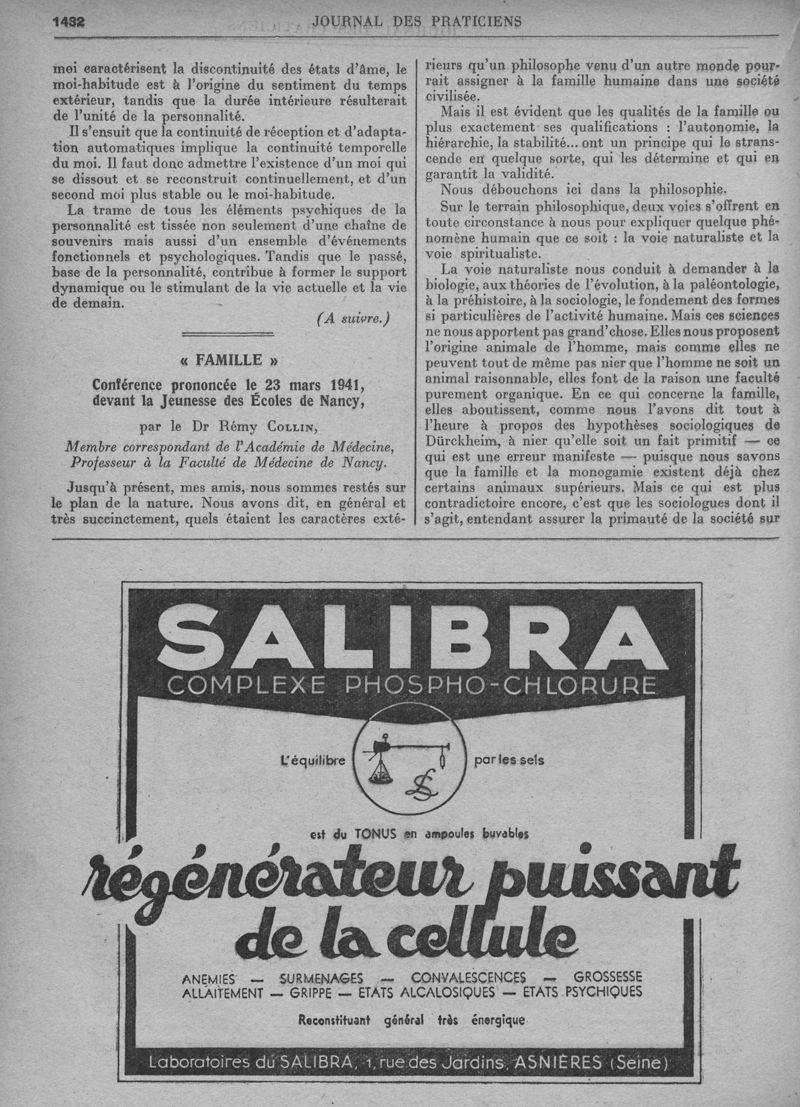 1432
JOURNAL DES PRATICIENS
moi caractérisent la discontinuité des états d'âme, le
moi-habitude est à l'origine du sentiment du temps
extérieur, tandis que la durée intérieure résulterait
de l'unité de la personnalité.
Il s'ensuit que la continuité de réception et d'adapta-
tion automatiques implique la continuité temporelle
du moi. Il faut donc admettre l'existence d'un moi qui
se dissout et se reconstruit continuellement, et d'un
second moi plus stable ou le moi-habitude.
La trame de tous les éléments psychiques de la
personnalité est tissée non seulement d'une chaîne de
souvenirs mais aussi d'un ensemble d'événements
fonctionnels et psychologiques. Tandis que le passé,
base de la personnalité, contribue à former le support
dynamique ou le stimulant de la vie actuelle et la vie
de demain.
(A suivre.)
« FAMILLE »
Conférence prononcée le 23 mars 1941,
devant la Jeunesse des Écoles de Nancy,
par le Dr Rémy COLLIN,
Membre correspondant de l'Académie de Médecine,
Professeur à la Faculté de Médecine de Nancy.
Jusqu'à présent, mes amis, nous sommes restés sur
le plan de la nature. Nous avons dit, en général et
très succinctement, quels étaient les caractères exté-
rieurs qu'un philosophe venu d'un autre monde pour-
rait assigner à la famille humaine dans une société
civilisée.
Mais il est évident que les qualités de la famille ou
plus exactement ses qualifications : l'autonomie, la
hiérarchie, la stabilité... ont un principe qui le strans-
cende en quelque sorte, qui les détermine et qui en
garantit la validité.
Nous débouchons ici dans la philosophie.
Sur le terrain philosophique, deux voies s'offrent en
toute circonstance à nous pour expliquer quelque phé-
nomène humain que ce soit : la voie naturaliste et la
voie spiritualiste.
La voie naturaliste nous conduit à demander à la
biologie, aux théories de l'évolution, à la paléontologie,
à la préhistoire, à la sociologie, le fondement des formes
si particulières de l'activité humaine. Mais ces sciences
ne nous apportent pas grand'chose. Elles nous proposent
l'origine animale de l'homme, mais comme elles ne
peuvent tout de même pas nier que l'homme ne soit un
animal raisonnable, elles font de la raison une faculté
purement organique. En ce qui concerne la famille,
elles aboutissent, comme nous l'avons dit tout à
l'heure à propos des hypothèses sociologiques de
Dürckheim, à nier qu'elle soit un fait primitif — ce
qui est une erreur manifeste — puisque nous savons
que la famille et la monogamie existent déjà chez
certains animaux supérieurs. Mais ce qui est plus
contradictoire encore, c'est que les sociologues dont il
s'agit, entendant assurer la primauté de la société sur
SALIBRA
COMPLEXE PHOSPHO-CHLORURE
L'équilibre par les sels
est du TONUS en ampoules buvables
régénérateur puissant
de la cellule
ANEMIES — SURMENAGES — CONVALESCENCES — GROSSESSE
ALLAITEMENT — GRIPPE — ETATS ALCALOSIQUES — ETATS PSYCHIQUES
Reconstituant général très énergique
Laboratoires du SALIBRA, 1, rue des Jardins, ASNIÈRES (Seine)